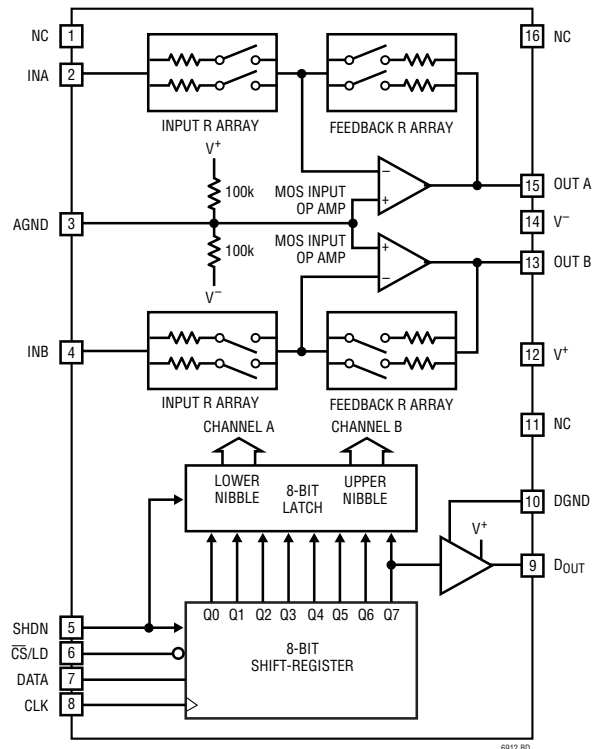 NC 1
16 NC
INA 2
INPUT R ARRAY
FEEDBACK R ARRAY
V+
100k
MOS INPUT
OP AMP
−
+
15 OUT A
AGND 3
14 V−
100k
MOS INPUT
OP AMP
+
−
13 OUT B
V−
INB 4
12 V+
INPUT R ARRAY
FEEDBACK R ARRAY
CHANNEL A
CHANNEL B
11 NC
LOWER
NIBBLE
8-BIT
LATCH
UPPER
NIBBLE
10 DGND
V+
9 DOUT
Q0 Q1 Q2 Q3 Q4 Q5 Q6 Q7
SHDN 5
C̅S̅/LD 6
DATA 7
CLK 8
8-BIT
SHIFT-REGISTER
6912 BD